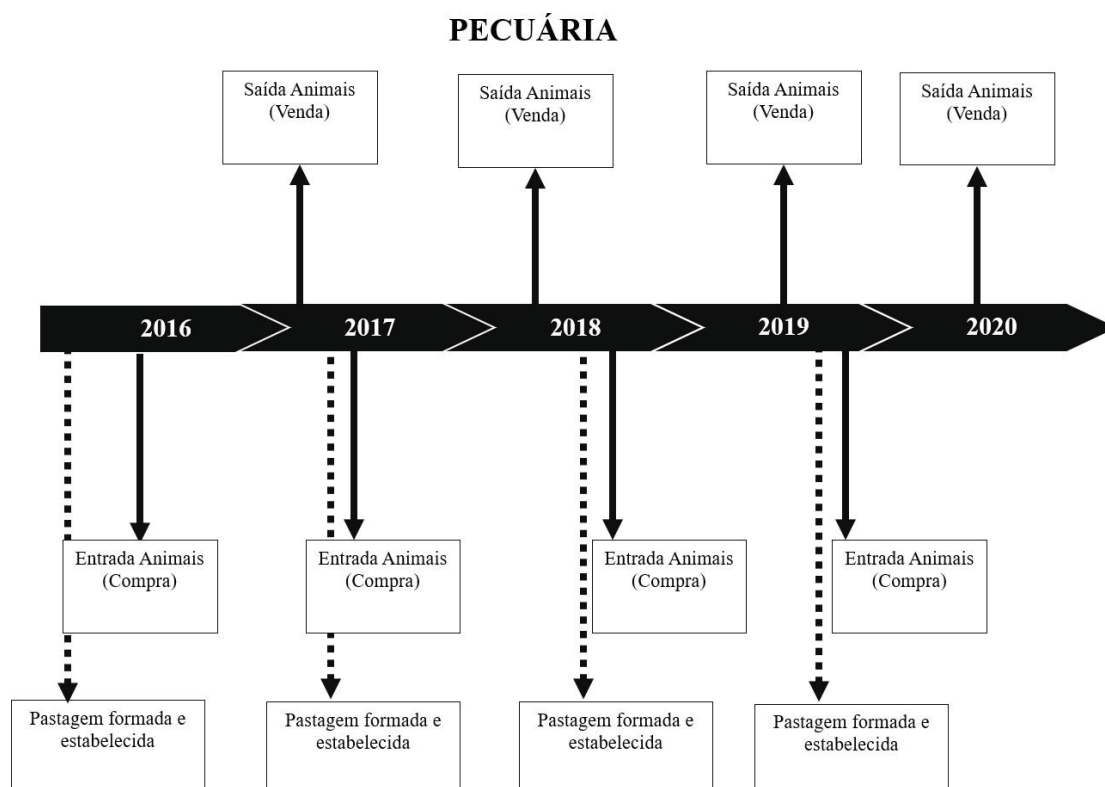 PECUÁRIA
Saída Animais
(Venda)
Saída Animais
(Venda)
Saída Animais
(Venda)
Saída Animais
(Venda)
2016
2017
2018
2019
2020
Entrada Animais
(Compra)
Entrada Animais
(Compra)
Entrada Animais
(Compra)
Entrada Animais
(Compra)
Pastagem formada e
estabelecida
Pastagem formada e
estabelecida
Pastagem formada e
estabelecida
Pastagem formada e
estabelecida